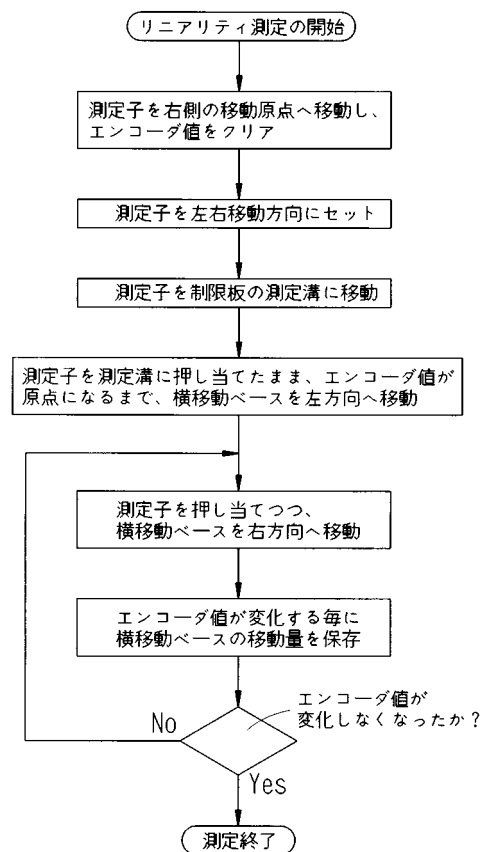 リニアリティ測定の開始
測定子を右側の移動原点へ移動し、
エンコーダ値をクリア
測定子を左右移動方向にセット
測定子を制限板の測定溝に移動
測定子を測定溝に押し当てたまま、エンコーダ値が
原点になるまで、横移動ベースを左方向へ移動
測定子を押し当てつつ、
横移動ベースを右方向へ移動
エンコーダ値が変化する毎に
横移動ベースの移動量を保存
エンコーダ値が
変化しなくなったか？
No
Yes
測定終了